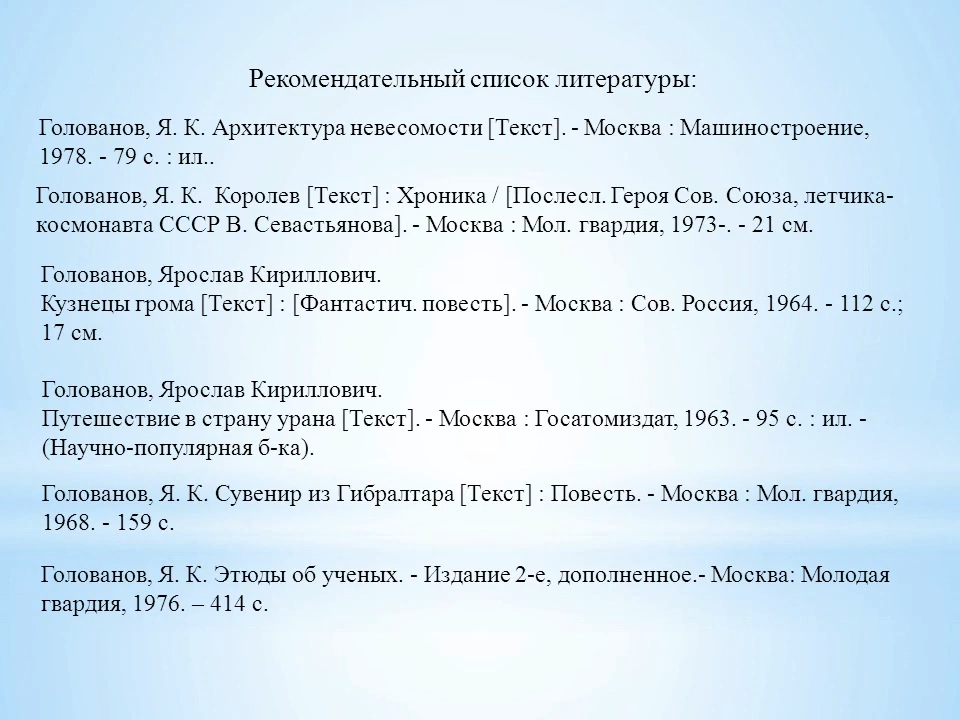 Рекомендательный список литературы:
Голованов, Я. К. Архитектура невесомости [Текст]. - Москва : Машиностроение,
1978. - 79 с. : ил..
Голованов, Я. К.  Королев [Текст] : Хроника / [Послесл. Героя Сов. Союза, летчика-
космонавта СССР В. Севастьянова]. - Москва : Мол. гвардия, 1973-. - 21 см.
Голованов, Ярослав Кириллович.
Кузнецы грома [Текст] : [Фантастич. повесть]. - Москва : Сов. Россия, 1964. - 112 с.;
17 см.
Голованов, Ярослав Кириллович.
Путешествие в страну урана [Текст]. - Москва : Госатомиздат, 1963. - 95 с. : ил. -
(Научно-популярная б-ка).
Голованов, Я. К. Сувенир из Гибралтара [Текст] : Повесть. - Москва : Мол. гвардия,
1968. - 159 с.
Голованов, Я. К. Этюды об ученых. - Издание 2-е, дополненное.- Москва: Молодая
гвардия, 1976. – 414 с.